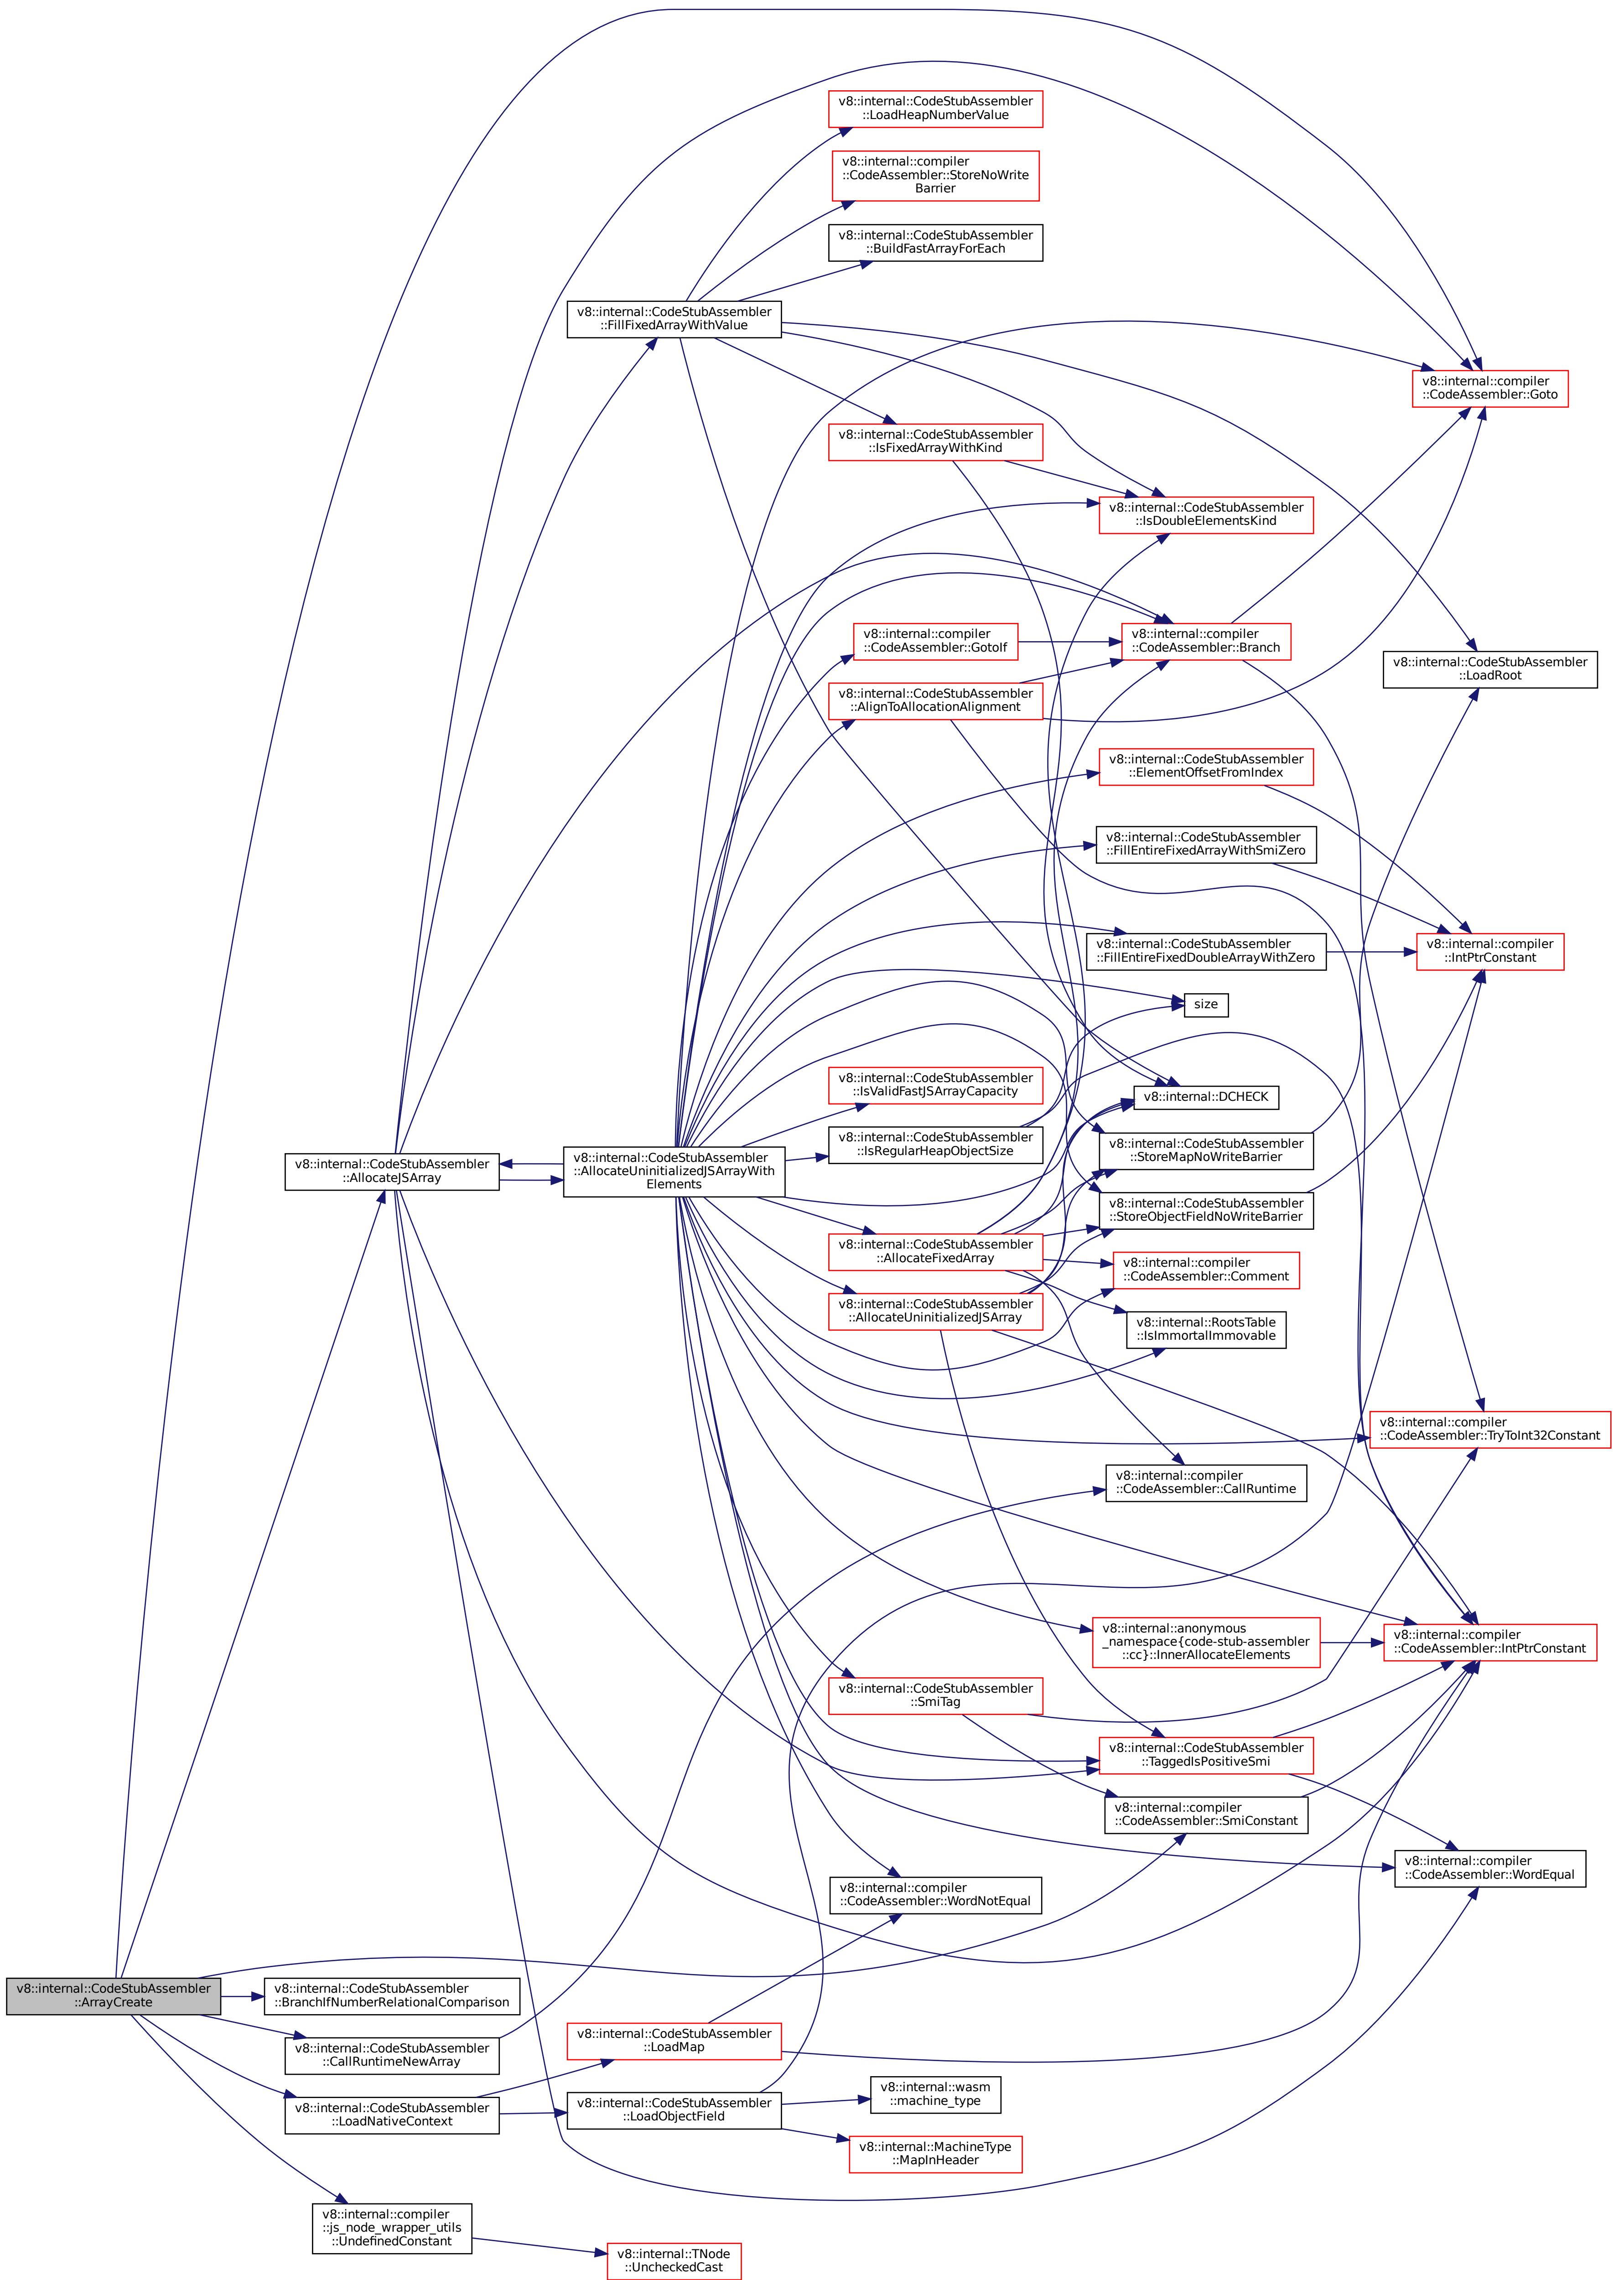 v8::internal::CodeStubAssembler
::LoadHeapNumberValue
v8::internal::compiler
::CodeAssembler::StoreNoWrite
Barrier
v8::internal::CodeStubAssembler
::BuildFastArrayForEach
v8::internal::CodeStubAssembler
::FillFixedArrayWithValue
v8::internal::compiler
::CodeAssembler::Goto
v8::internal::CodeStubAssembler
::IsFixedArrayWithKind
v8::internal::CodeStubAssembler
::IsDoubleElementsKind
v8::internal::compiler
::CodeAssembler::GotoIf
v8::internal::compiler
::CodeAssembler::Branch
v8::internal::CodeStubAssembler
::LoadRoot
v8::internal::CodeStubAssembler
::AlignToAllocationAlignment
v8::internal::CodeStubAssembler
::ElementOffsetFromIndex
v8::internal::CodeStubAssembler
::FillEntireFixedArrayWithSmiZero
v8::internal::CodeStubAssembler
::FillEntireFixedDoubleArrayWithZero
v8::internal::compiler
::IntPtrConstant
size
v8::internal::CodeStubAssembler
::IsValidFastJSArrayCapacity
v8::internal::DCHECK
v8::internal::CodeStubAssembler
::AllocateJSArray
v8::internal::CodeStubAssembler
::AllocateUninitializedJSArrayWith
Elements
v8::internal::CodeStubAssembler
::IsRegularHeapObjectSize
v8::internal::CodeStubAssembler
::StoreMapNoWriteBarrier
v8::internal::CodeStubAssembler
::StoreObjectFieldNoWriteBarrier
v8::internal::CodeStubAssembler
::AllocateFixedArray
v8::internal::compiler
::CodeAssembler::Comment
v8::internal::CodeStubAssembler
::AllocateUninitializedJSArray
v8::internal::RootsTable
::IsImmortalImmovable
v8::internal::compiler
::CodeAssembler::TryToInt32Constant
v8::internal::compiler
::CodeAssembler::CallRuntime
v8::internal::anonymous
_namespace{code-stub-assembler
::cc}::InnerAllocateElements
v8::internal::compiler
::CodeAssembler::IntPtrConstant
v8::internal::CodeStubAssembler
::SmiTag
v8::internal::CodeStubAssembler
::TaggedIsPositiveSmi
v8::internal::compiler
::CodeAssembler::SmiConstant
v8::internal::compiler
::CodeAssembler::WordEqual
v8::internal::compiler
::CodeAssembler::WordNotEqual
v8::internal::CodeStubAssembler
::ArrayCreate
v8::internal::CodeStubAssembler
::BranchIfNumberRelationalComparison
v8::internal::CodeStubAssembler
::CallRuntimeNewArray
v8::internal::CodeStubAssembler
::LoadMap
v8::internal::CodeStubAssembler
::LoadNativeContext
v8::internal::CodeStubAssembler
::LoadObjectField
v8::internal::wasm
::machine_type
v8::internal::MachineType
::MapInHeader
v8::internal::compiler
::js_node_wrapper_utils
::UndefinedConstant
v8::internal::TNode
::UncheckedCast